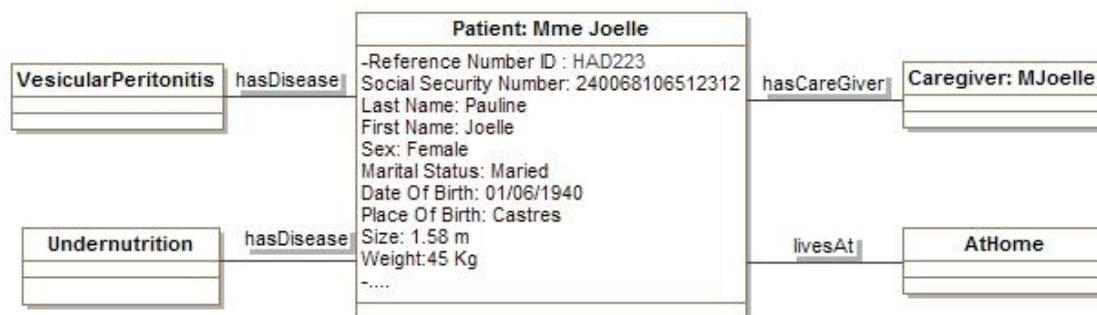 Patient: Mme Joelle
-Reference Number ID : HAD223
Social Security Number: 240068106512312
Last Name: Pauline
First Name: Joelle
Sex: Female
Marital Status: Maried
Date Of Birth: 01/06/1940
Place Of Birth: Castres
Size: 1.58 m
Weight:45 Kg
-....
VesicularPeritonitis
hasDisease
Undernutrition
hasDisease
hasCareGiver
Caregiver: MJoelle
livesAt
AtHome